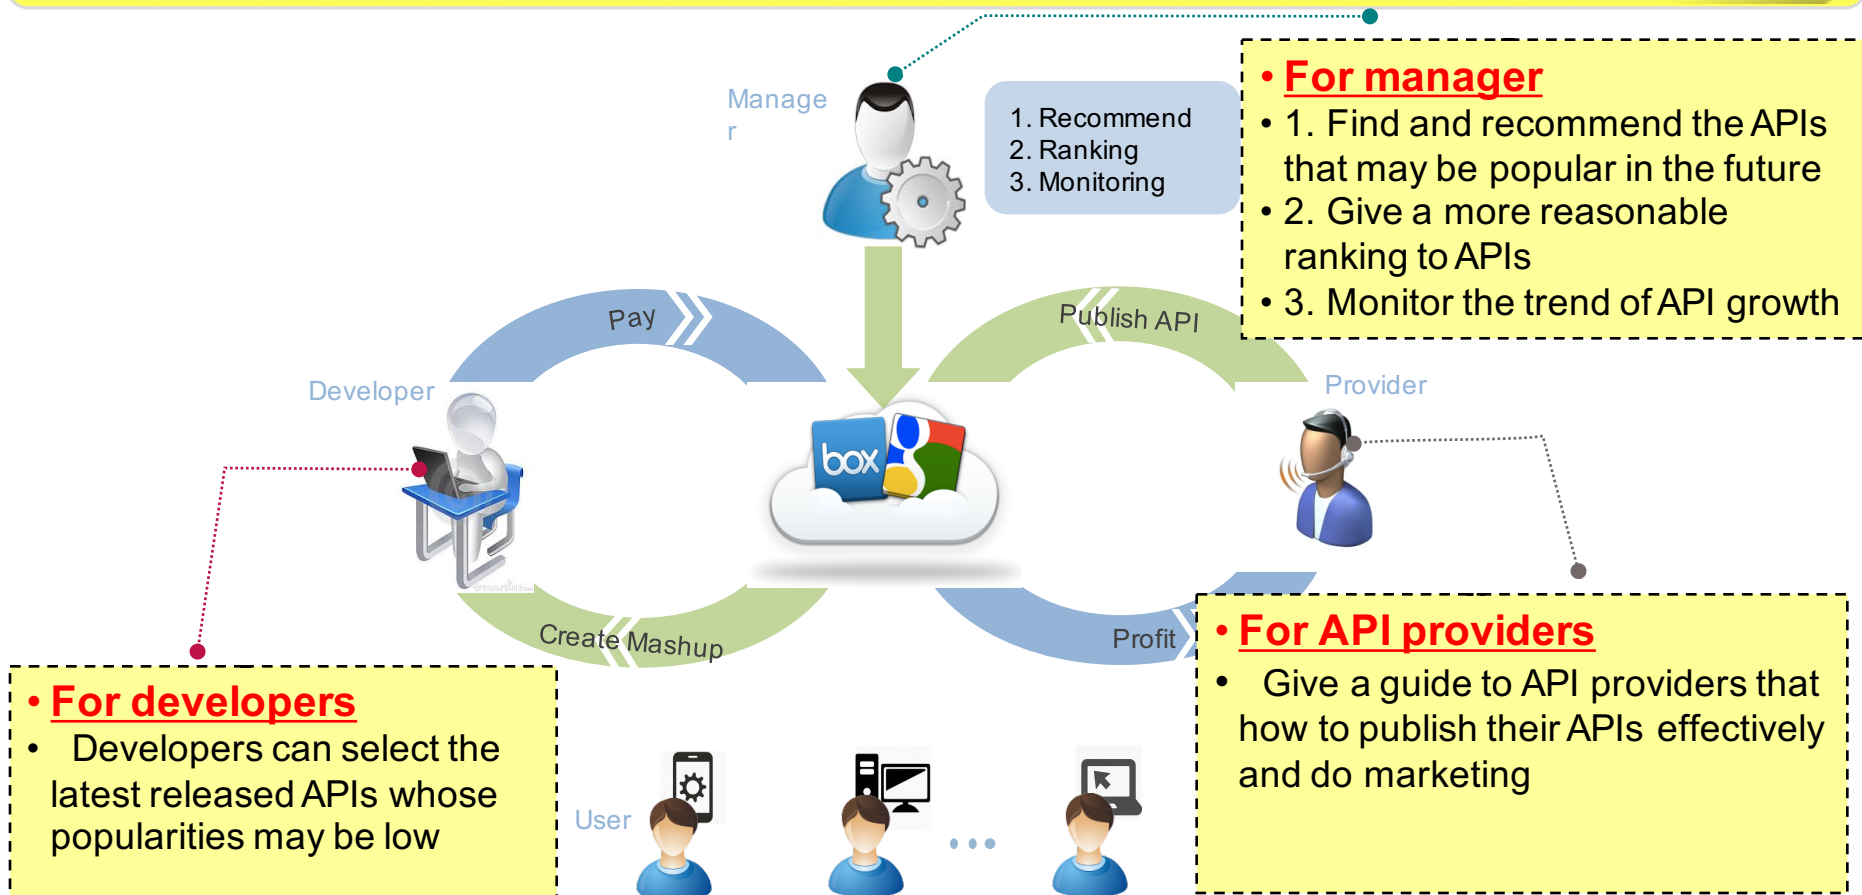 Manage
r
1. Recommend
2. Ranking
3. Monitoring
• For manager
• 1. Find and recommend the APIs
that may be popular in the future
• 2. Give a more reasonable
ranking to APIs
• 3. Monitor the trend of API growth
Pay
Publish API
Developer
Provider
box
Create Mashup
Profit
• For developers
• Developers can select the
latest released APIs whose
popularities may be low
• For API providers
• Give a guide to API providers that
how to publish their APIs effectively
and do marketing
User
...